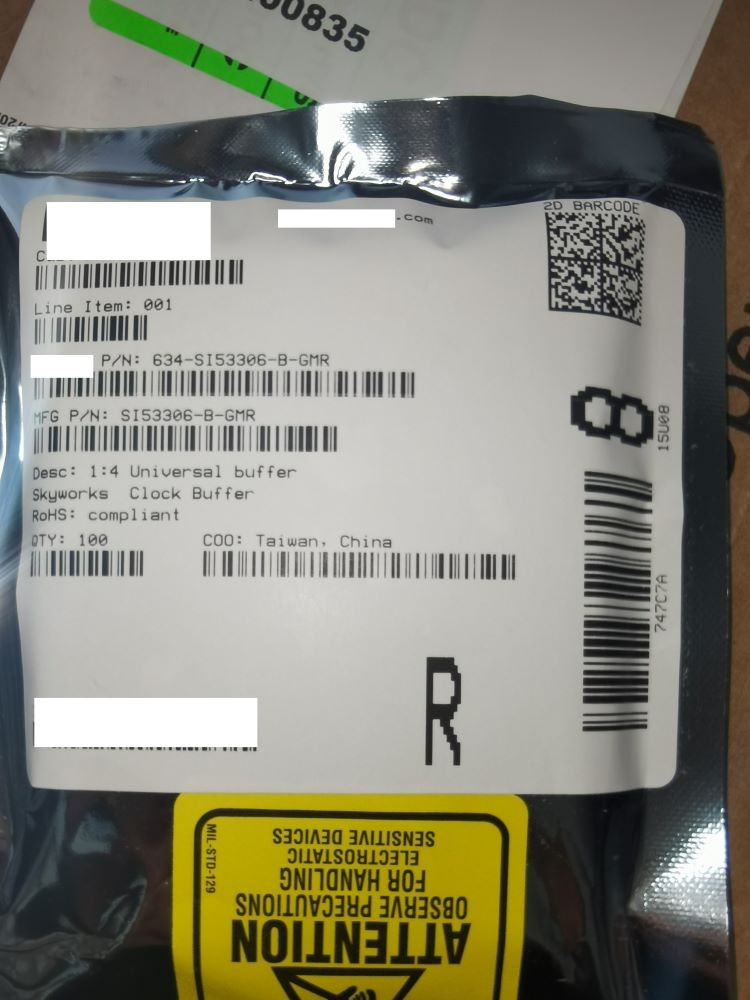 00835
.com
2D BARCODE
Line Item: 001
P/N: 634-SI53306-B-GMR
MFG P/N: SI53306-B-GMR
Desc: 1:4 Universal buffer
Skyworks Clock Buffer
RoHS: compliant
QTY: 100
COO: Taiwan, China
8
15U08
747C7A
R
ATTENTION
OBSERVE PRECAUTIONS
FOR HANDLING
ELECTROSTATIC
SENSITIVE DEVICES
MIL-STD-129